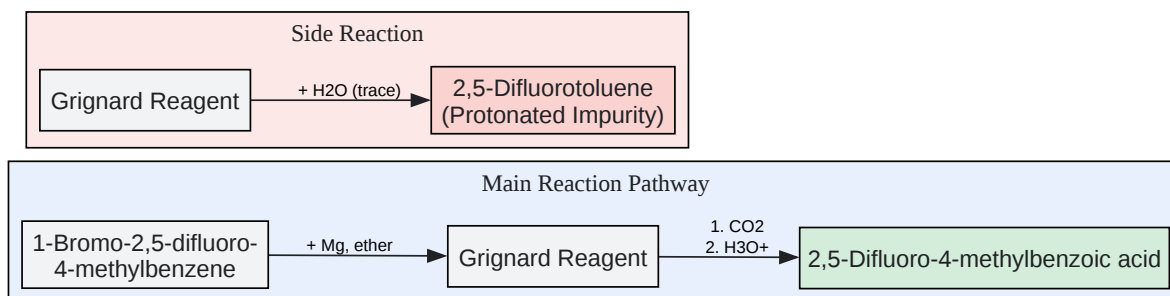 Side Reaction
Grignard Reagent
+ H2O (trace)
2,5-Difluorotoluene
(Protonated Impurity)
Main Reaction Pathway
1-Bromo-2,5-difluoro-
4-methylbenzene
+ Mg, ether
Grignard Reagent
1. CO2
2. H3O+
2,5-Difluoro-4-methylbenzoic acid